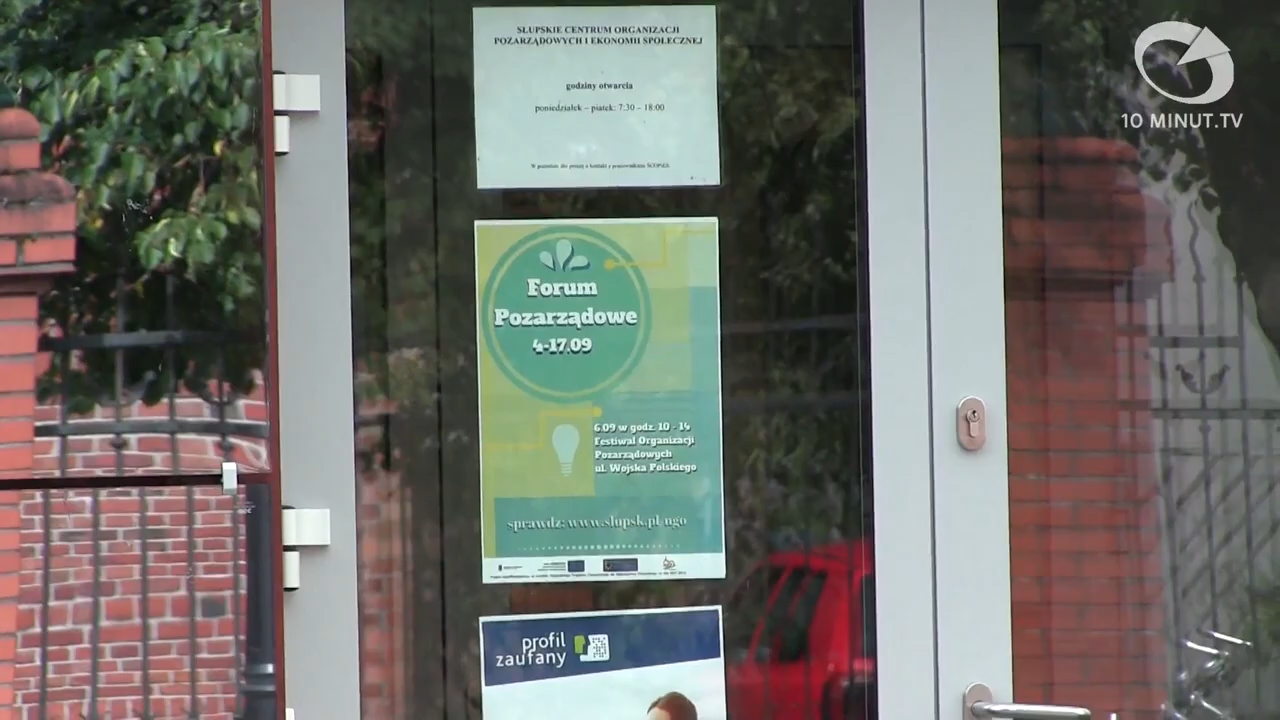 SŁUPSKIE CENTRUM ORGANIZACJI
POZARZĄDOWYCH I EKONOMII SPOŁECZNEJ
godziny otwarcia
poniedziałek – piątek: 7:30 – 18:00
10 MINUT.TV
Forum
Pozarządowe
4-17.09
6.09 w godz. 10 - 14
Festiwal Organizacji
Pozarządowych
ul. Wojska Polskiego
sprawdz: www.slupsk.pl/ngo
profil
zaufany